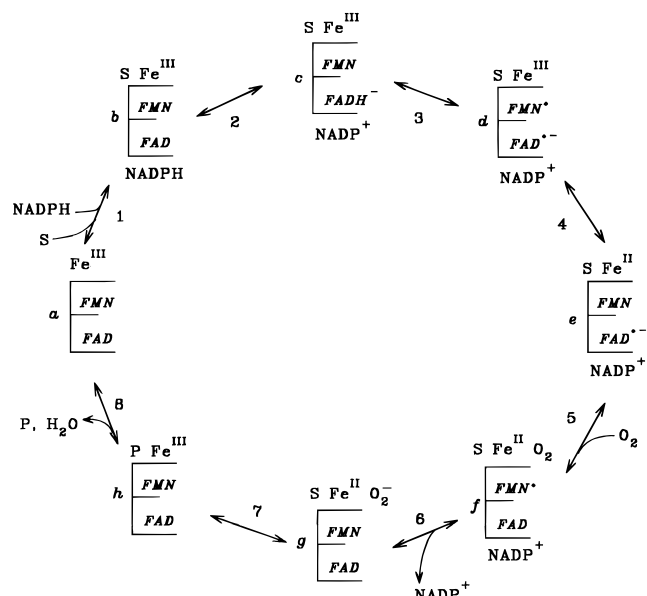 S Fe^III
c
FMN
FADH^-
NADP^+
S Fe^III
b
FMN
FAD
NADPH
2
3
S Fe^III
d
FMN^•
FAD^•-
NADP^+
NADPH
S
1
4
Fe^III
a
FMN
FAD
S Fe^II
e
FMN
FAD^•-
NADP^+
8
P, H₂O
5
O₂
P Fe^III
h
FMN
FAD
7
S Fe^II O₂^-
g
FMN
FAD
6
NADP^+
S Fe^II O₂
f
FMN^•
FAD
NADP^+